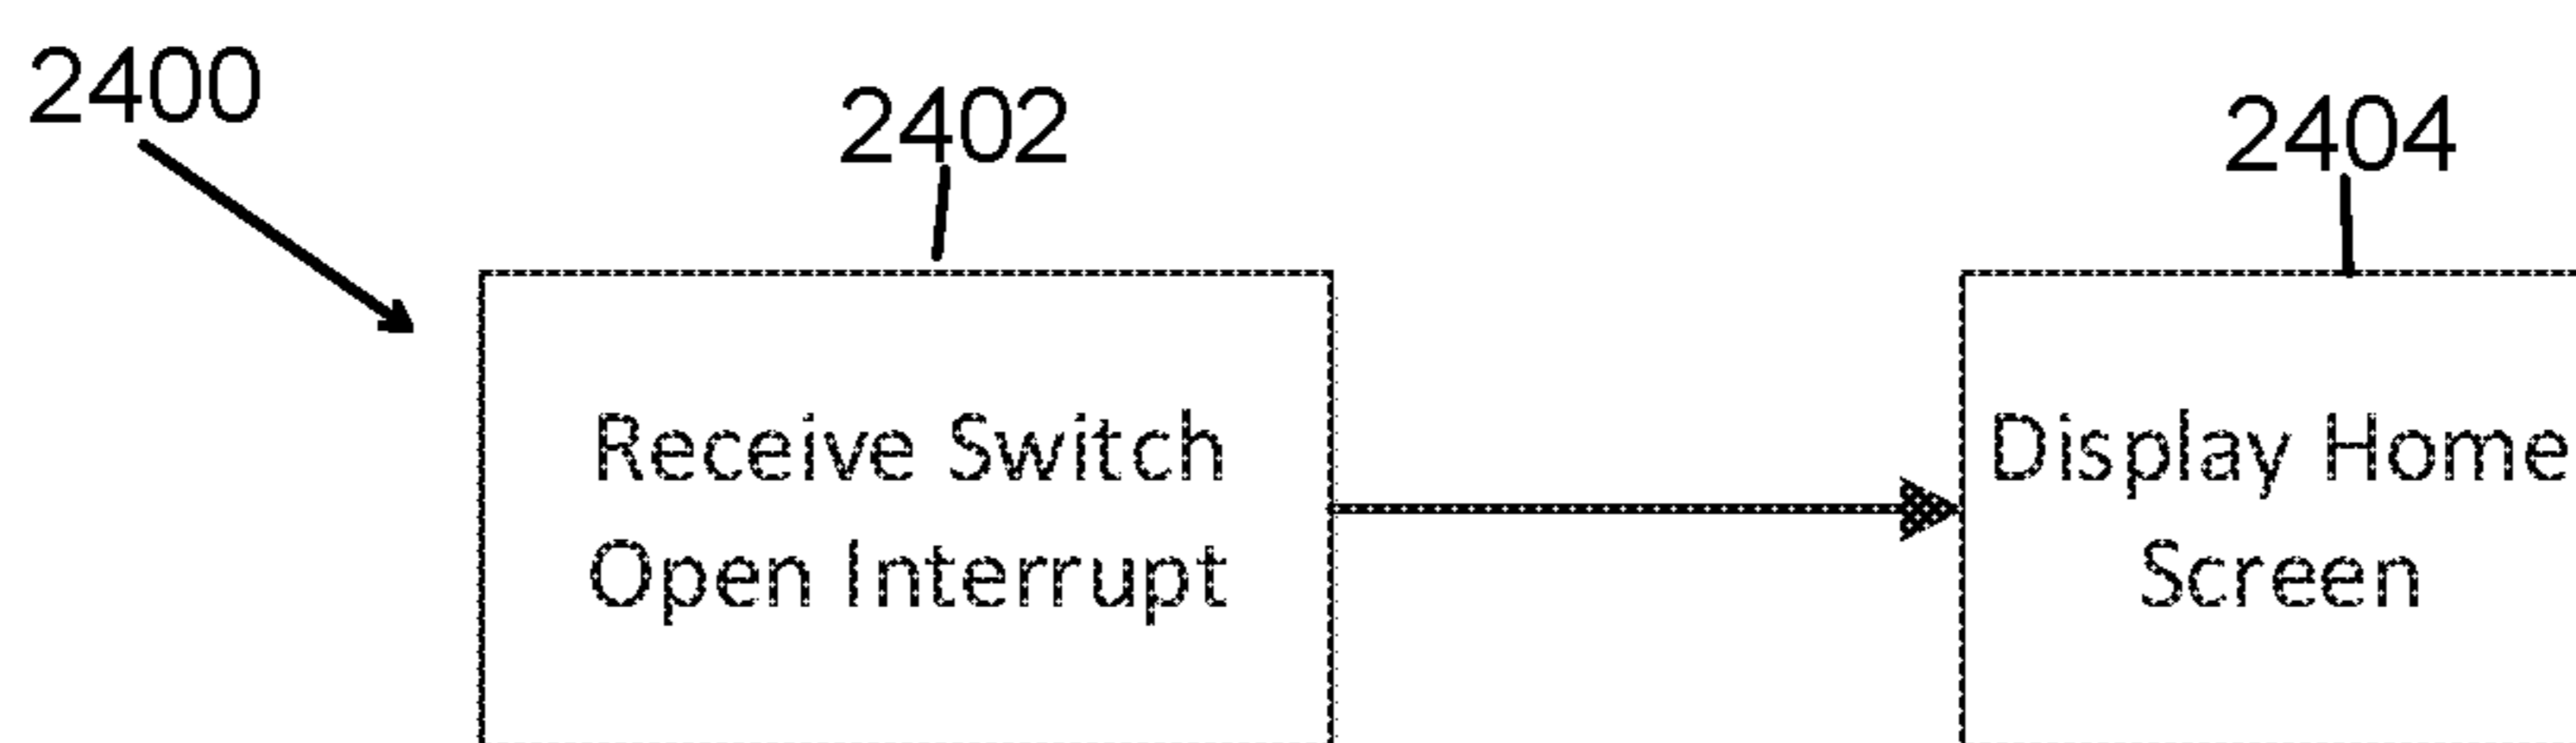 2400
2402
2404
Receive Switch
Open Interrupt
Display Home
Screen